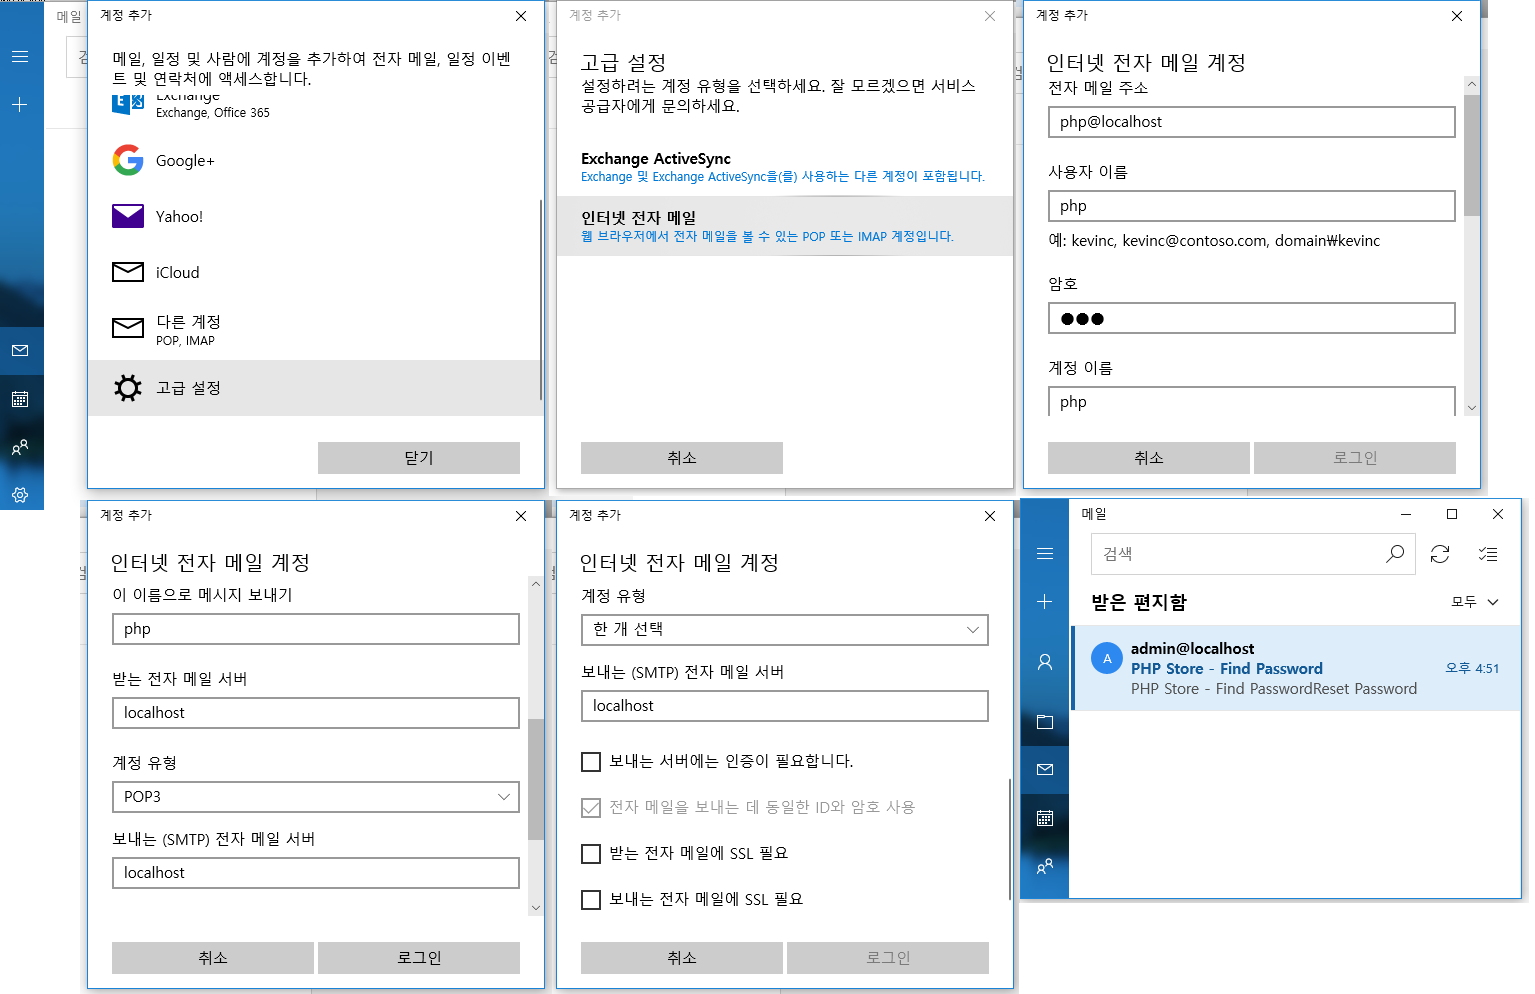 메일
검
계정 추가
메일, 일정 및 사람에 계정을 추가하여 전자 메일, 일정 이벤
트 및 연락처에 액세스합니다.
Exchange
Exchange, Office 365
Google+
Yahoo!
iCloud
다른 계정
POP, IMAP
고급 설정
닫기
계정 추가
고급 설정
설정하려는 계정 유형을 선택하세요. 잘 모르겠으면 서비스
공급자에게 문의하세요.
Exchange ActiveSync
Exchange 및 Exchange ActiveSync을(를) 사용하는 다른 계정이 포함됩니다.
인터넷 전자 메일
웹 브라우저에서 전자 메일을 볼 수 있는 POP 또는 IMAP 계정입니다.
취소
계정 추가
인터넷 전자 메일 계정
전자 메일 주소
php@localhost
사용자 이름
php
예: kevinc, kevinc@contoso.com, domain₩kevinc
암호
●●●
계정 이름
php
취소
로그인
계정 추가
인터넷 전자 메일 계정
이 이름으로 메시지 보내기
php
받는 전자 메일 서버
localhost
계정 유형
POP3
보내는 (SMTP) 전자 메일 서버
localhost
취소
로그인
계정 추가
인터넷 전자 메일 계정
계정 유형
한 개 선택
보내는 (SMTP) 전자 메일 서버
localhost
보내는 서버에는 인증이 필요합니다.
전자 메일을 보내는 데 동일한 ID와 암호 사용
받는 전자 메일에 SSL 필요
보내는 전자 메일에 SSL 필요
취소
로그인
메일
검색
받은 편지함
모두
A
admin@localhost
PHP Store - Find Password
오후 4:51
PHP Store - Find PasswordReset Password